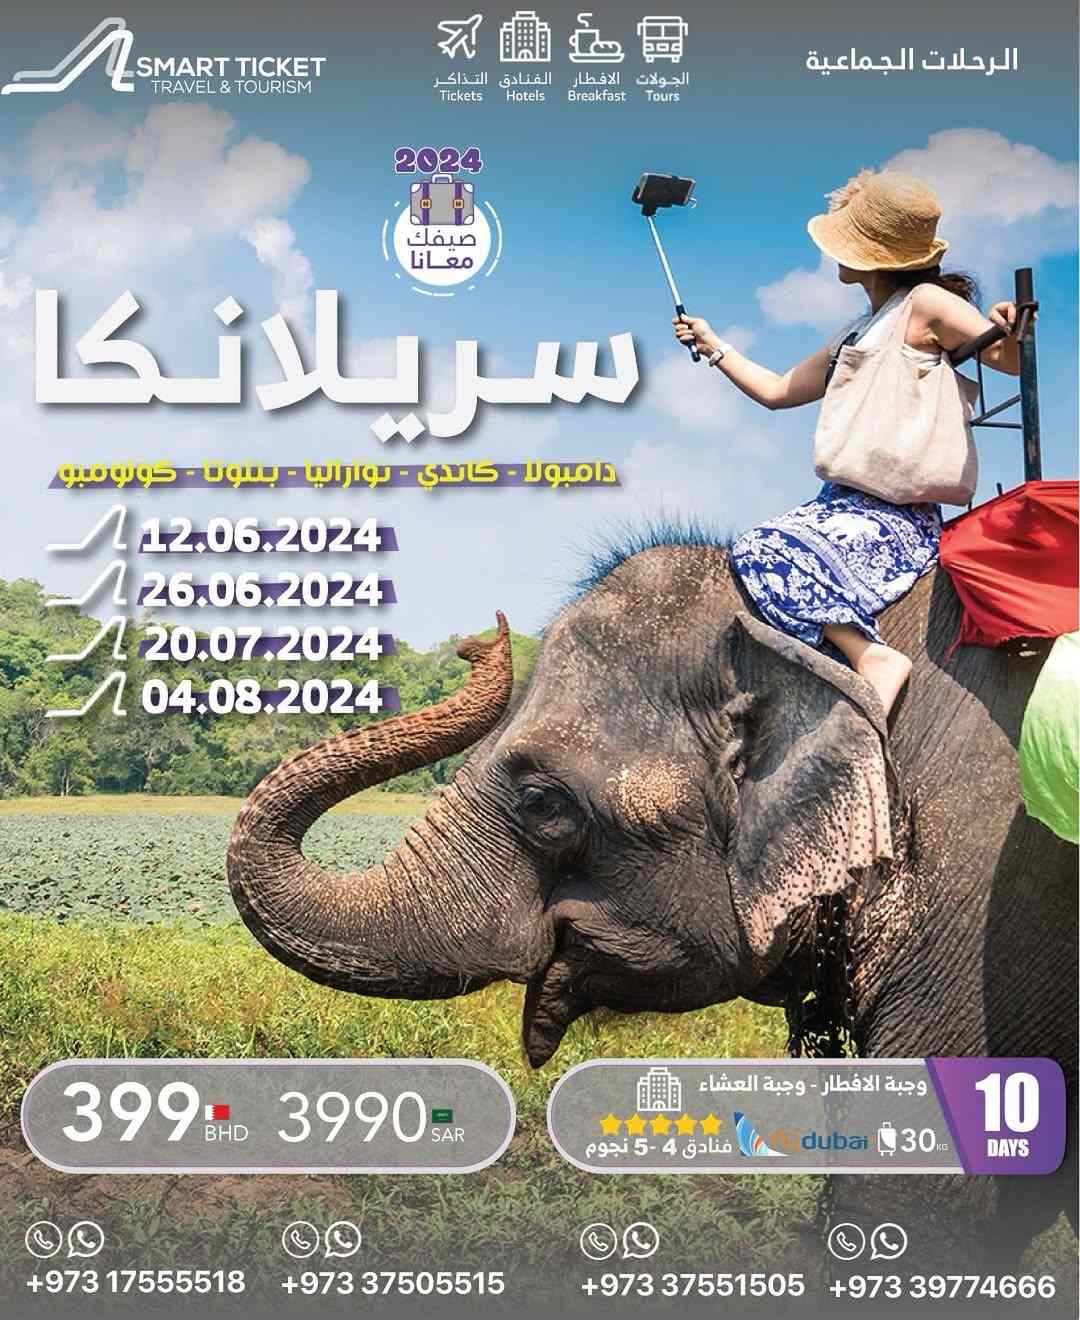 SMART TICKET
TRAVEL & TOURISM
التذاكر
Tickets
الفنادق
Hotels
الافطار
Breakfast
الجولات
Tours
الرحلات الجماعية
2024
صيفك
معانا
سريلانكا
دامبولا - كاندي - نواراليا - بنتوتا - كولومبو
12.06.2024
26.06.2024
20.07.2024
04.08.2024
399 BHD
3990 SAR
وجبة الافطار - وجبة العشاء
فنادق 4 -5 نجوم
flydubai
30 KG
10
DAYS
+973 17555518
+973 37505515
+973 37551505
+973 39774666